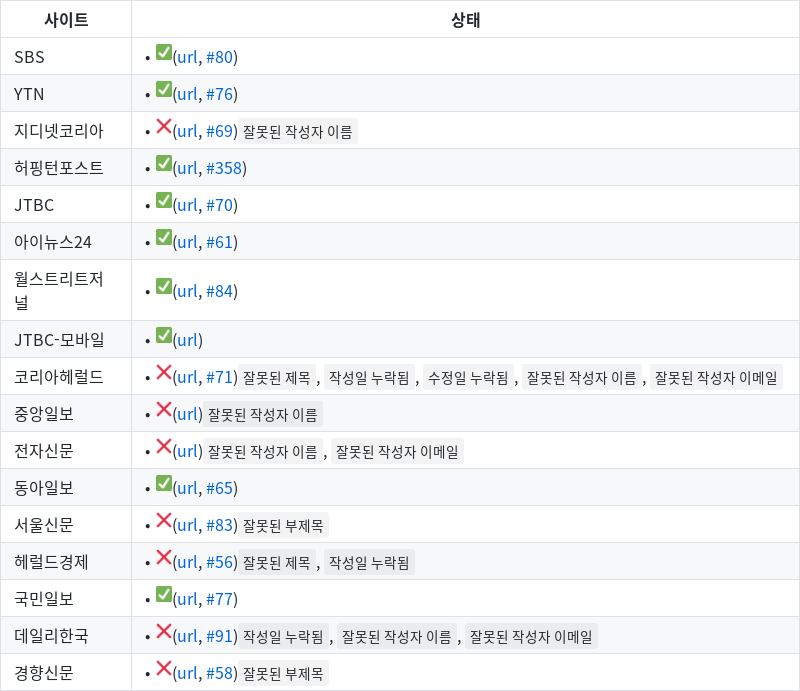 사이트 상태
SBS • ✅(url, #80)
YTN • ✅(url, #76)
지디넷코리아 • ❌(url, #69) 잘못된 작성자 이름
허핑턴포스트 • ✅(url, #358)
JTBC • ✅(url, #70)
아이뉴스24 • ✅(url, #61)
월스트리트저
널 • ✅(url, #84)
JTBC-모바일 • ✅(url)
코리아헤럴드 • ❌(url, #71) 잘못된 제목 , 작성일 누락됨 , 수정일 누락됨 , 잘못된 작성자 이름 , 잘못된 작성자 이메일
중앙일보 • ❌(url) 잘못된 작성자 이름
전자신문 • ❌(url) 잘못된 작성자 이름 , 잘못된 작성자 이메일
동아일보 • ✅(url, #65)
서울신문 • ❌(url, #83) 잘못된 부제목
헤럴드경제 • ❌(url, #56) 잘못된 제목 , 작성일 누락됨
국민일보 • ✅(url, #77)
데일리한국 • ❌(url, #91) 작성일 누락됨 , 잘못된 작성자 이름 , 잘못된 작성자 이메일
경향신문 • ❌(url, #58) 잘못된 부제목